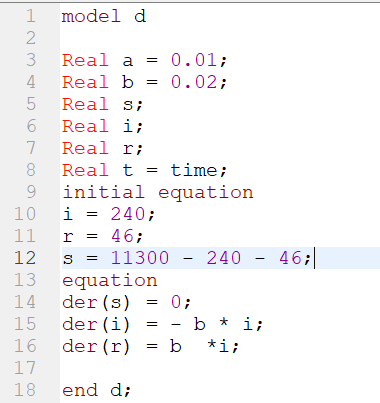 1 model d
2
3 Real a = 0.01;
4 Real b = 0.02;
5 Real s;
6 Real i;
7 Real r;
8 Real t = time;
9 initial equation
10 i = 240;
11 r = 46;
12 s = 11300 - 240 - 46;
13 equation
14 der(s) = 0;
15 der(i) = - b * i;
16 der(r) = b  *i;
17
18 end d;